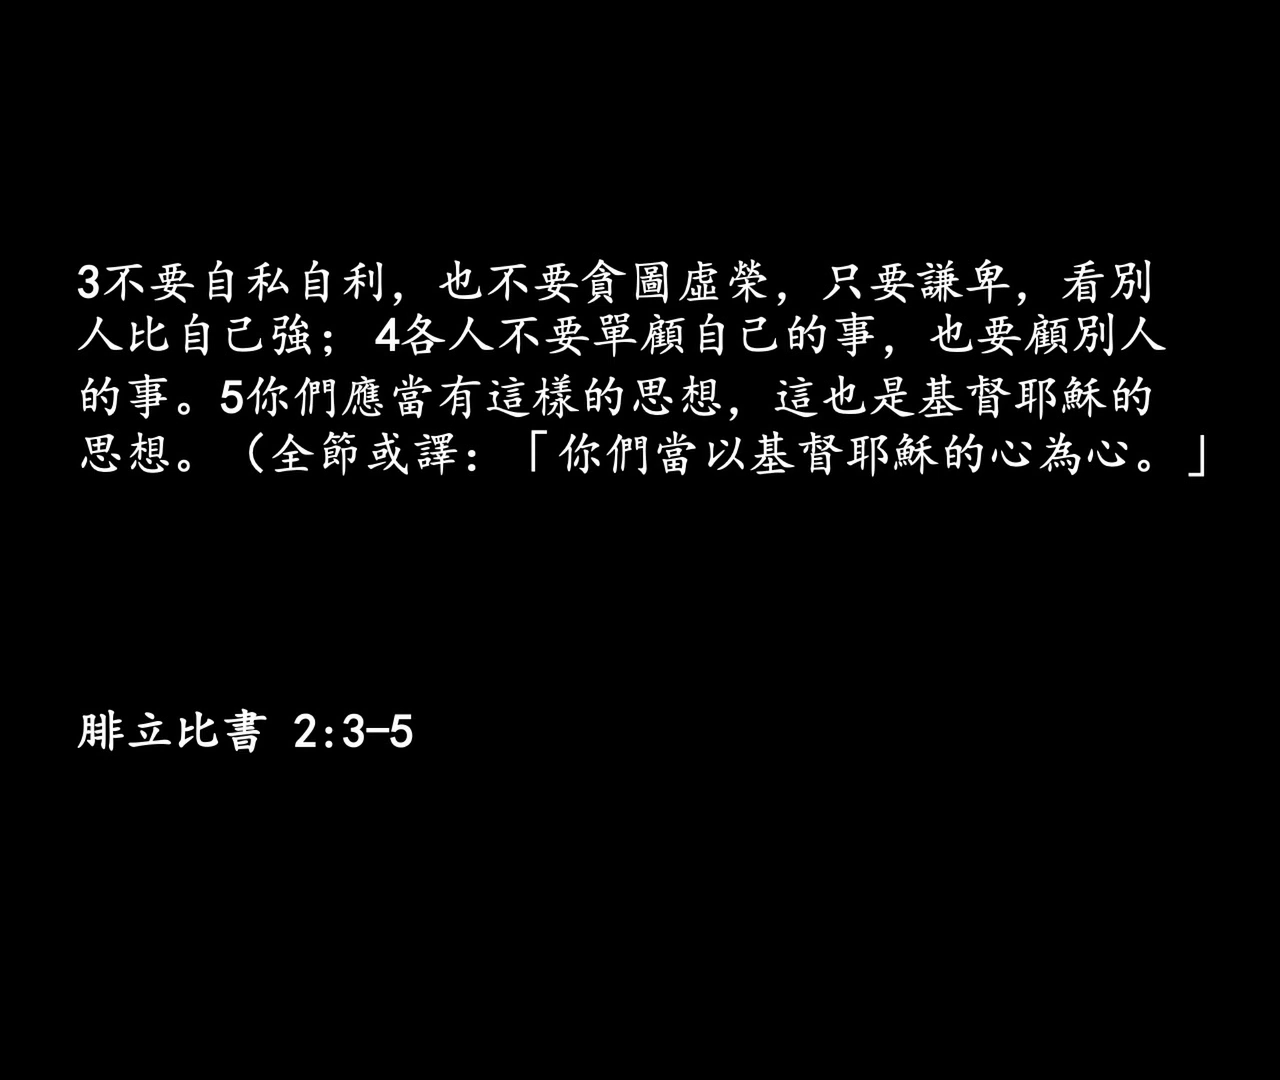 3不要自私自利，也不要貪圖虛榮，只要謙卑，看別
人比自己強； 4各人不要單顧自己的事，也要顧別人
的事。5你們應當有這樣的思想，這也是基督耶穌的
思想。（全節或譯：「你們當以基督耶穌的心為心。」
腓立比書 2:3-5